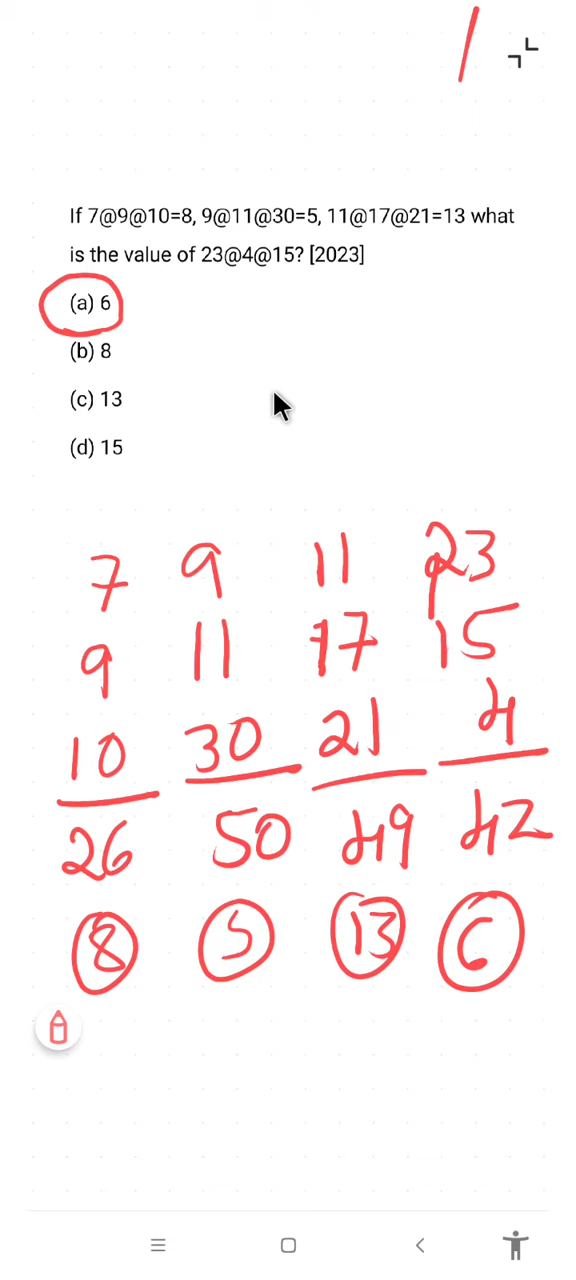 If 7@9@10=8, 9@11@30=5, 11@17@21=13 what
is the value of 23@4@15? [2023]
(a) 6
(b) 8
(c) 13
(d) 15
7 9 11 23
9 11 17 15
10 30 21 4
26 50 49 42
8 5 13 6